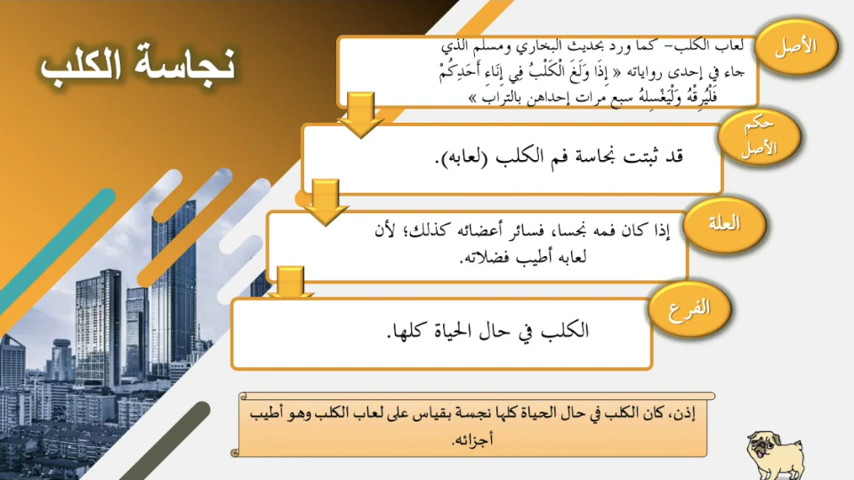 نجاسة الكلب
الأصل
لعاب الكلب– كما ورد بحديث البخاري ومسلم الذي
جاء في إحدى رواياته « إِذَا وَلَغَ الْكَلْبُ فِي إِنَاءِ أَحَدِكُمْ
فَلْيُرِقْهُ وَلْيَغْسِلهُ سبع مرات إحداهن بالتراب »
حكم
الأصل
قد ثبتت نجاسة فم الكلب (لعابه).
العلة
إذا كان فمه نجسا، فسائر أعضائه كذلك؛ لأن
لعابه أطيب فضلاته.
الفرع
الكلب في حال الحياة كلها.
إذن، كان الكلب في حال الحياة كلها نجسة بقياس على لعاب الكلب وهو أطيب
أجزائه.